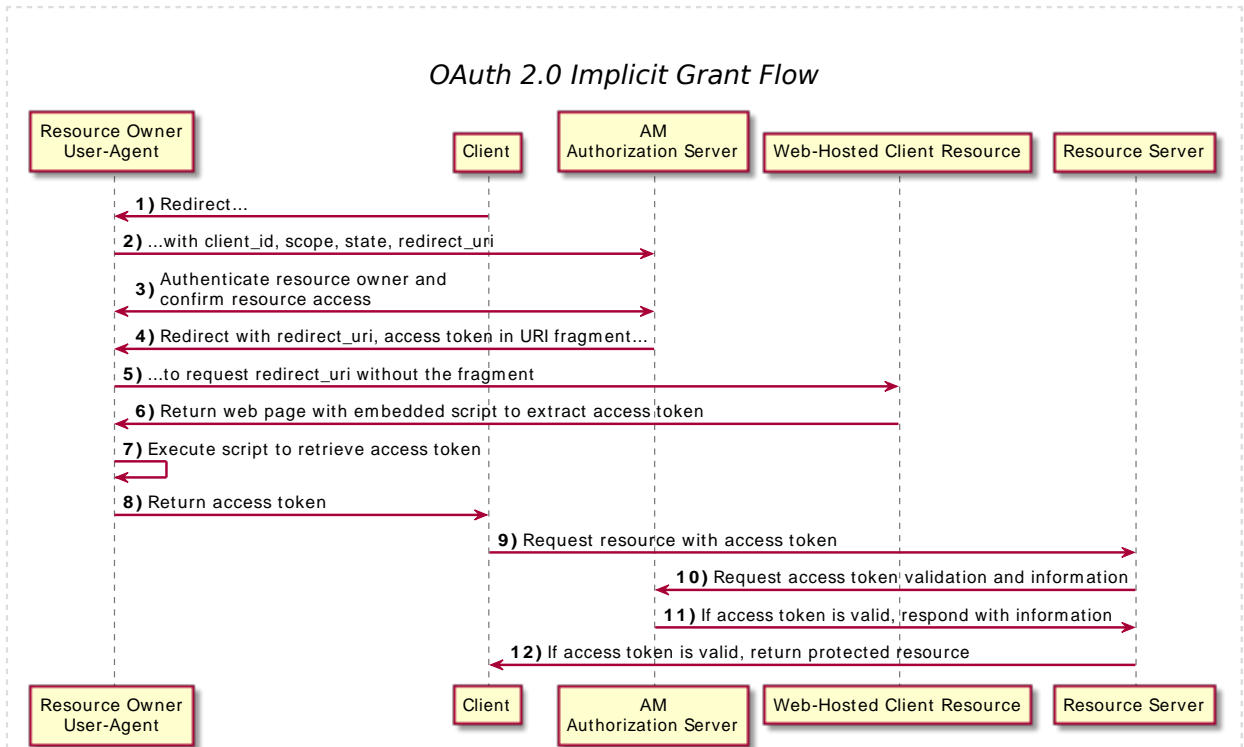 OAuth 2.0 Implicit Grant Flow
Resource Owner
User-Agent
Client
AM
Authorization Server
Web-Hosted Client Resource
Resource Server
1) Redirect...
2) ...with client_id, scope, state, redirect_uri
3) Authenticate resource owner and
confirm resource access
4) Redirect with redirect_uri, access token in URI fragment...
5) ...to request redirect_uri without the fragment
6) Return web page with embedded script to extract access token
7) Execute script to retrieve access token
8) Return access token
9) Request resource with access token
10) Request access token validation and information
11) If access token is valid, respond with information
12) If access token is valid, return protected resource
Resource Owner
User-Agent
Client
AM
Authorization Server
Web-Hosted Client Resource
Resource Server